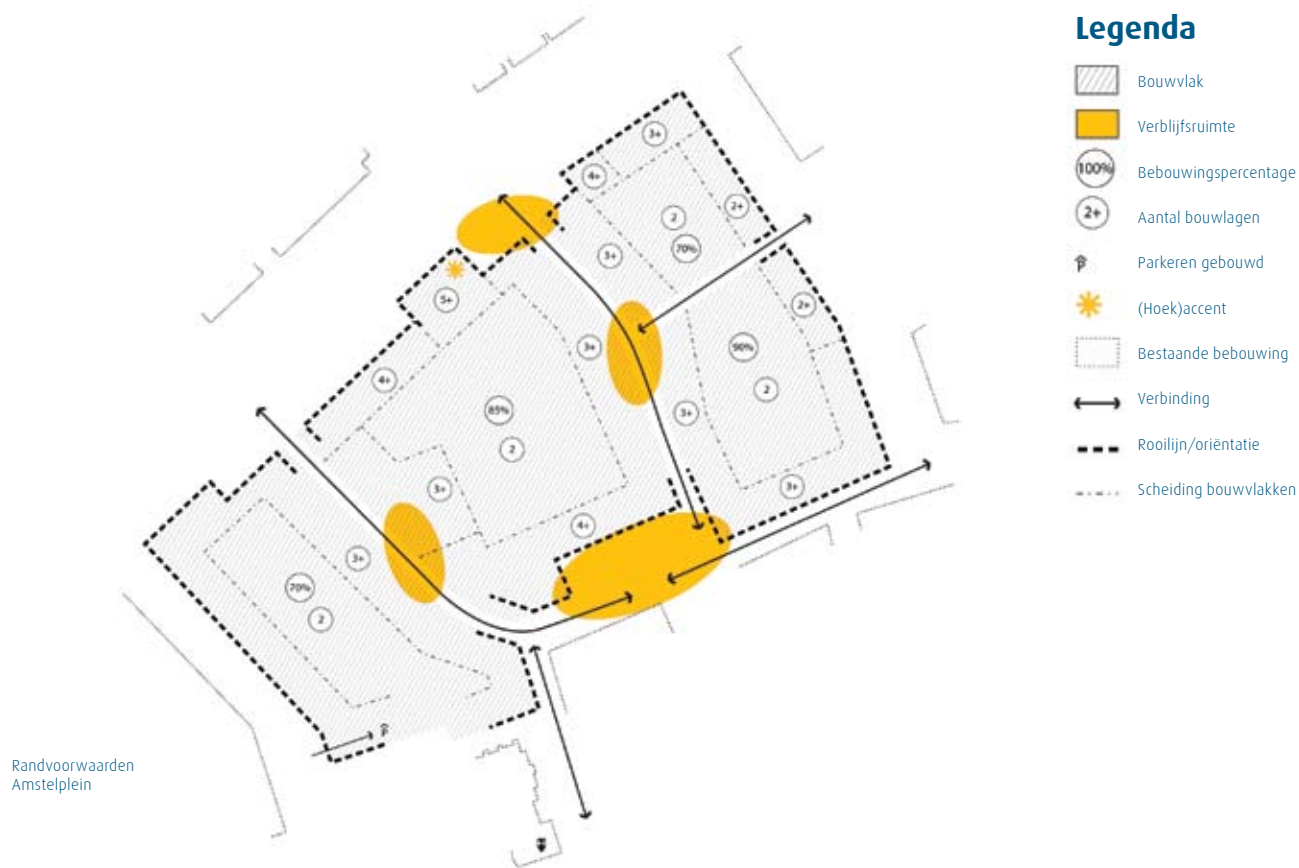 Legenda
Bouwvlak
Verblijfsruimte
100% Bebouwingspercentage
2+ Aantal bouwlagen
P Parkeren gebouwd
(Hoek)accent
Bestaande bebouwing
Verbinding
Rooilijn/oriëntatie
Scheiding bouwvlakken
3+
4+
2
2+
70%
3+
5+
2+
3+
90%
4+
2
85%
3+
2
3+
3+
4+
3+
70%
2
P
Randvoorwaarden
Amstelplein